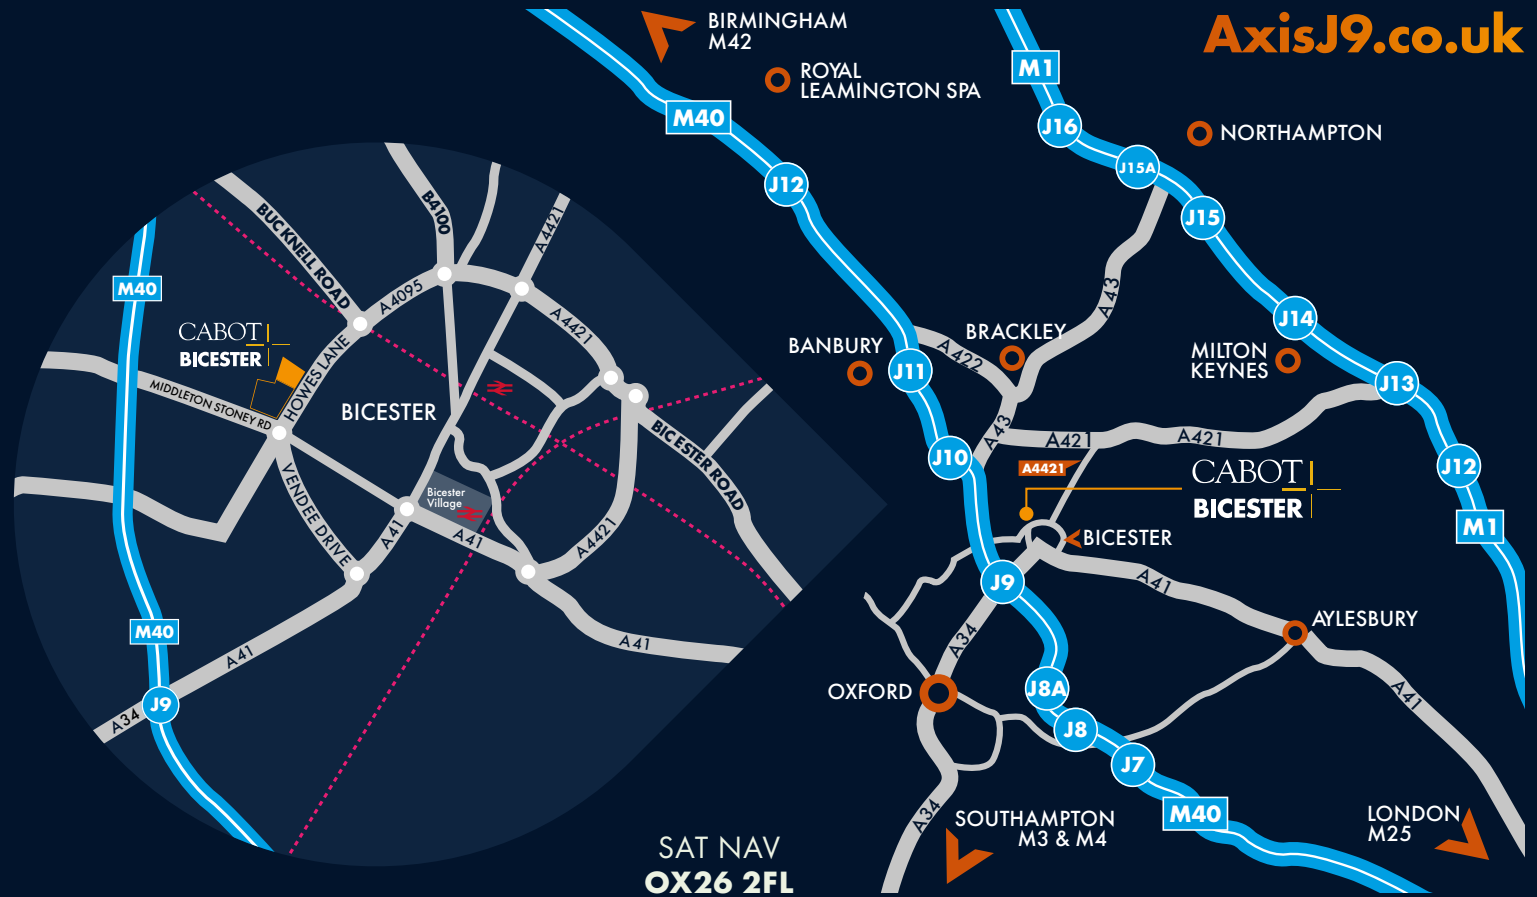 AxisJ9.co.uk
BIRMINGHAM
M42
ROYAL
LEAMINGTON SPA
M1
M40
J16
NORTHAMPTON
J15A
J12
J15
BUCKNELL ROAD
B4100
A4421
M40
A4095
A4421
CABOT
BICESTER
HOWES LANE
MIDDLETON STONEY RD
BICESTER
BICESTER ROAD
VENDEE DRIVE
Bicester
Village
A41
A41
A4421
M40
A41
A41
J9
A34
A43
J14
BRACKLEY
BANBURY
A422
J11
MILTON
KEYNES
J13
A43
A421
A421
J10
A4421
J12
CABOT
BICESTER
M1
BICESTER
J9
A41
AYLESBURY
A34
OXFORD
J8A
A41
J8
J7
M40
A34
SOUTHAMPTON
M3 & M4
LONDON
M25
SAT NAV
OX26 2FL